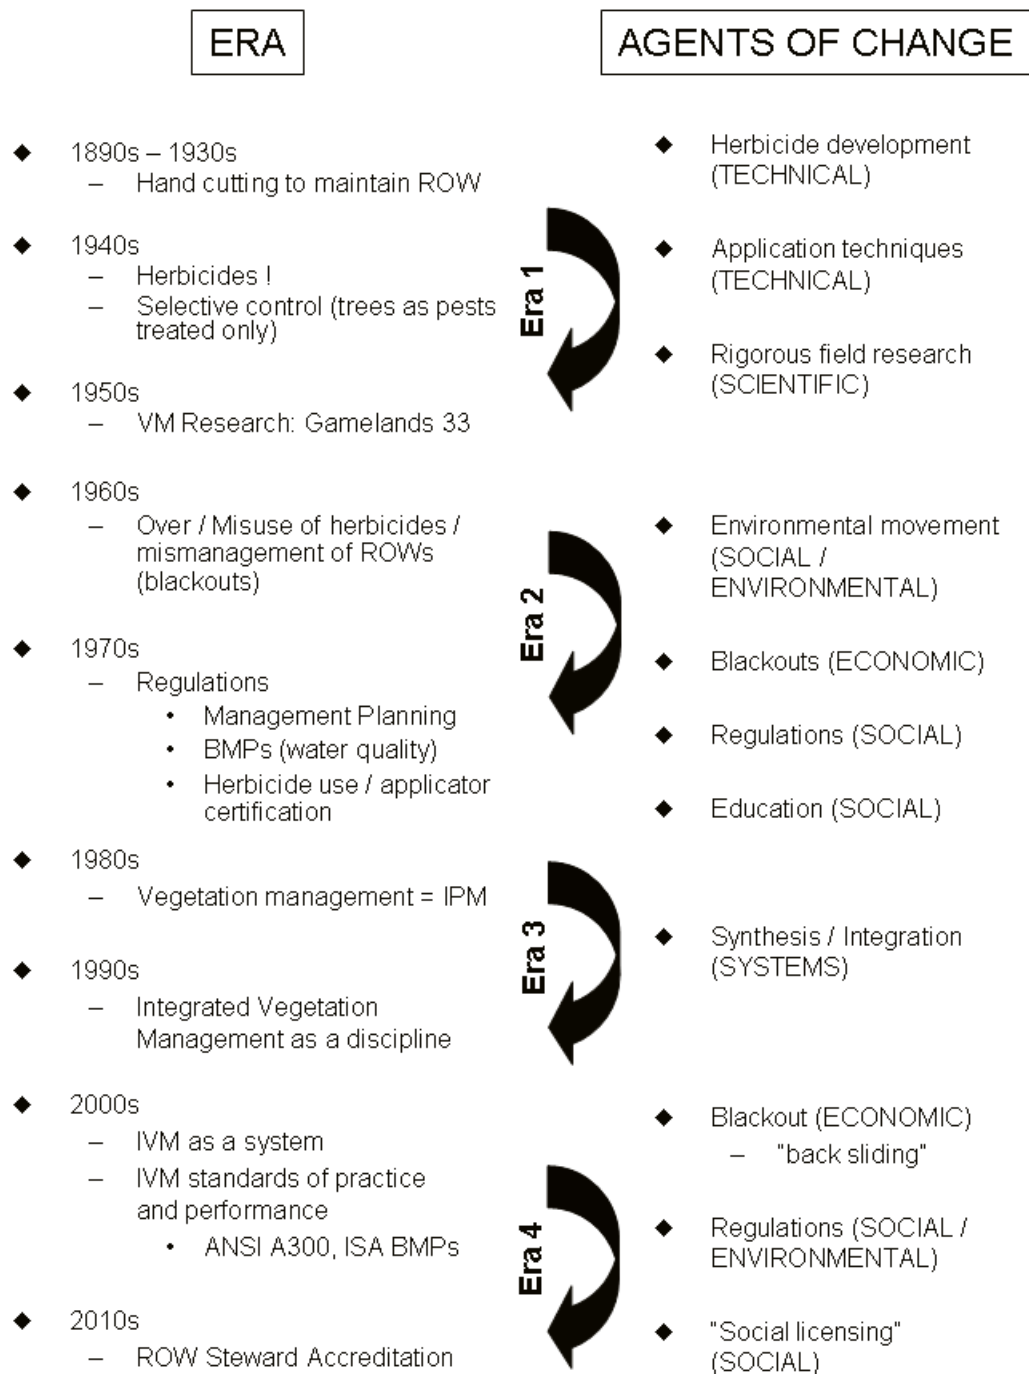 ERA
AGENTS OF CHANGE
◆ 1890s – 1930s
– Hand cutting to maintain ROW
◆ 1940s
– Herbicides !
– Selective control (trees as pests
treated only)
◆ 1950s
– VM Research: Gamelands 33
Era 1
◆ Herbicide development
(TECHNICAL)
◆ Application techniques
(TECHNICAL)
◆ Rigorous field research
(SCIENTIFIC)
◆ 1960s
– Over / Misuse of herbicides /
mismanagement of ROWs
(blackouts)
◆ 1970s
– Regulations
• Management Planning
• BMPs (water quality)
• Herbicide use / applicator
certification
Era 2
◆ Environmental movement
(SOCIAL /
ENVIRONMENTAL)
◆ Blackouts (ECONOMIC)
◆ Regulations (SOCIAL)
◆ Education (SOCIAL)
◆ 1980s
– Vegetation management = IPM
◆ 1990s
– Integrated Vegetation
Management as a discipline
Era 3
◆ Synthesis / Integration
(SYSTEMS)
◆ 2000s
– IVM as a system
– IVM standards of practice
and performance
• ANSI A300, ISA BMPs
◆ 2010s
– ROW Steward Accreditation
Era 4
◆ Blackout (ECONOMIC)
– "back sliding"
◆ Regulations (SOCIAL /
ENVIRONMENTAL)
◆ "Social licensing"
(SOCIAL)